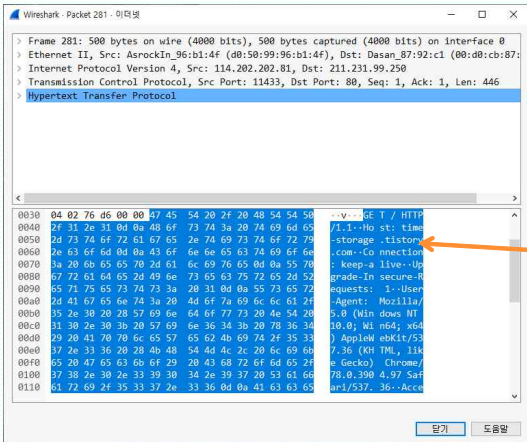 Wireshark · Packet 281 · 이더넷
Frame 281: 500 bytes on wire (4000 bits), 500 bytes captured (4000 bits) on interface 0
Ethernet II, Src: AsrockIn_96:b1:4f (d0:50:99:96:b1:4f), Dst: Dasan_87:92:c1 (00:d0:cb:87:
Internet Protocol Version 4, Src: 114.202.202.81, Dst: 211.231.99.250
Transmission Control Protocol, Src Port: 11433, Dst Port: 80, Seq: 1, Ack: 1, Len: 446
Hypertext Transfer Protocol
0030 04 02 76 d6 00 00 47 45 54 20 2f 20 48 54 54 50 ··v···GE T / HTTP
0040 2f 31 2e 31 0d 0a 48 6f 73 74 3a 20 74 69 6d 65 /1.1··Ho st: time
0050 2d 73 74 6f 72 61 67 65 2e 74 69 73 74 6f 72 79 -storage .tistory
0060 2e 63 6f 6d 0d 0a 43 6f 6e 6e 65 63 74 69 6f 6e .com··Co nnection
0070 3a 20 6b 65 65 70 2d 61 6c 69 76 65 0d 0a 55 70 : keep-a live··Up
0080 67 72 61 64 65 2d 49 6e 73 65 63 75 72 65 2d 52 grade-In secure-R
0090 65 71 75 65 73 74 73 3a 20 31 0d 0a 55 73 65 72 equests: 1··User
00a0 2d 41 67 65 6e 74 3a 20 4d 6f 7a 69 6c 6c 61 2f -Agent: Mozilla/
00b0 35 2e 30 20 28 57 69 6e 64 6f 77 73 20 4e 54 20 5.0 (Win dows NT
00c0 31 30 2e 30 3b 20 57 69 6e 36 34 3b 20 78 36 34 10.0; Wi n64; x64
00d0 29 20 41 70 70 6c 65 57 65 62 4b 69 74 2f 35 33 ) AppleW ebKit/53
00e0 37 2e 33 36 20 28 4b 48 54 4d 4c 2c 20 6c 69 6b 7.36 (KH TML, lik
00f0 65 20 47 65 63 6b 6f 29 20 43 68 72 6f 6d 65 2f e Gecko) Chrome/
0100 37 38 2e 30 2e 33 39 30 34 2e 39 37 20 53 61 66 78.0.390 4.97 Saf
0110 61 72 69 2f 35 33 37 2e 33 36 0d 0a 41 63 63 65 ari/537. 36··Acce
닫기 도움말